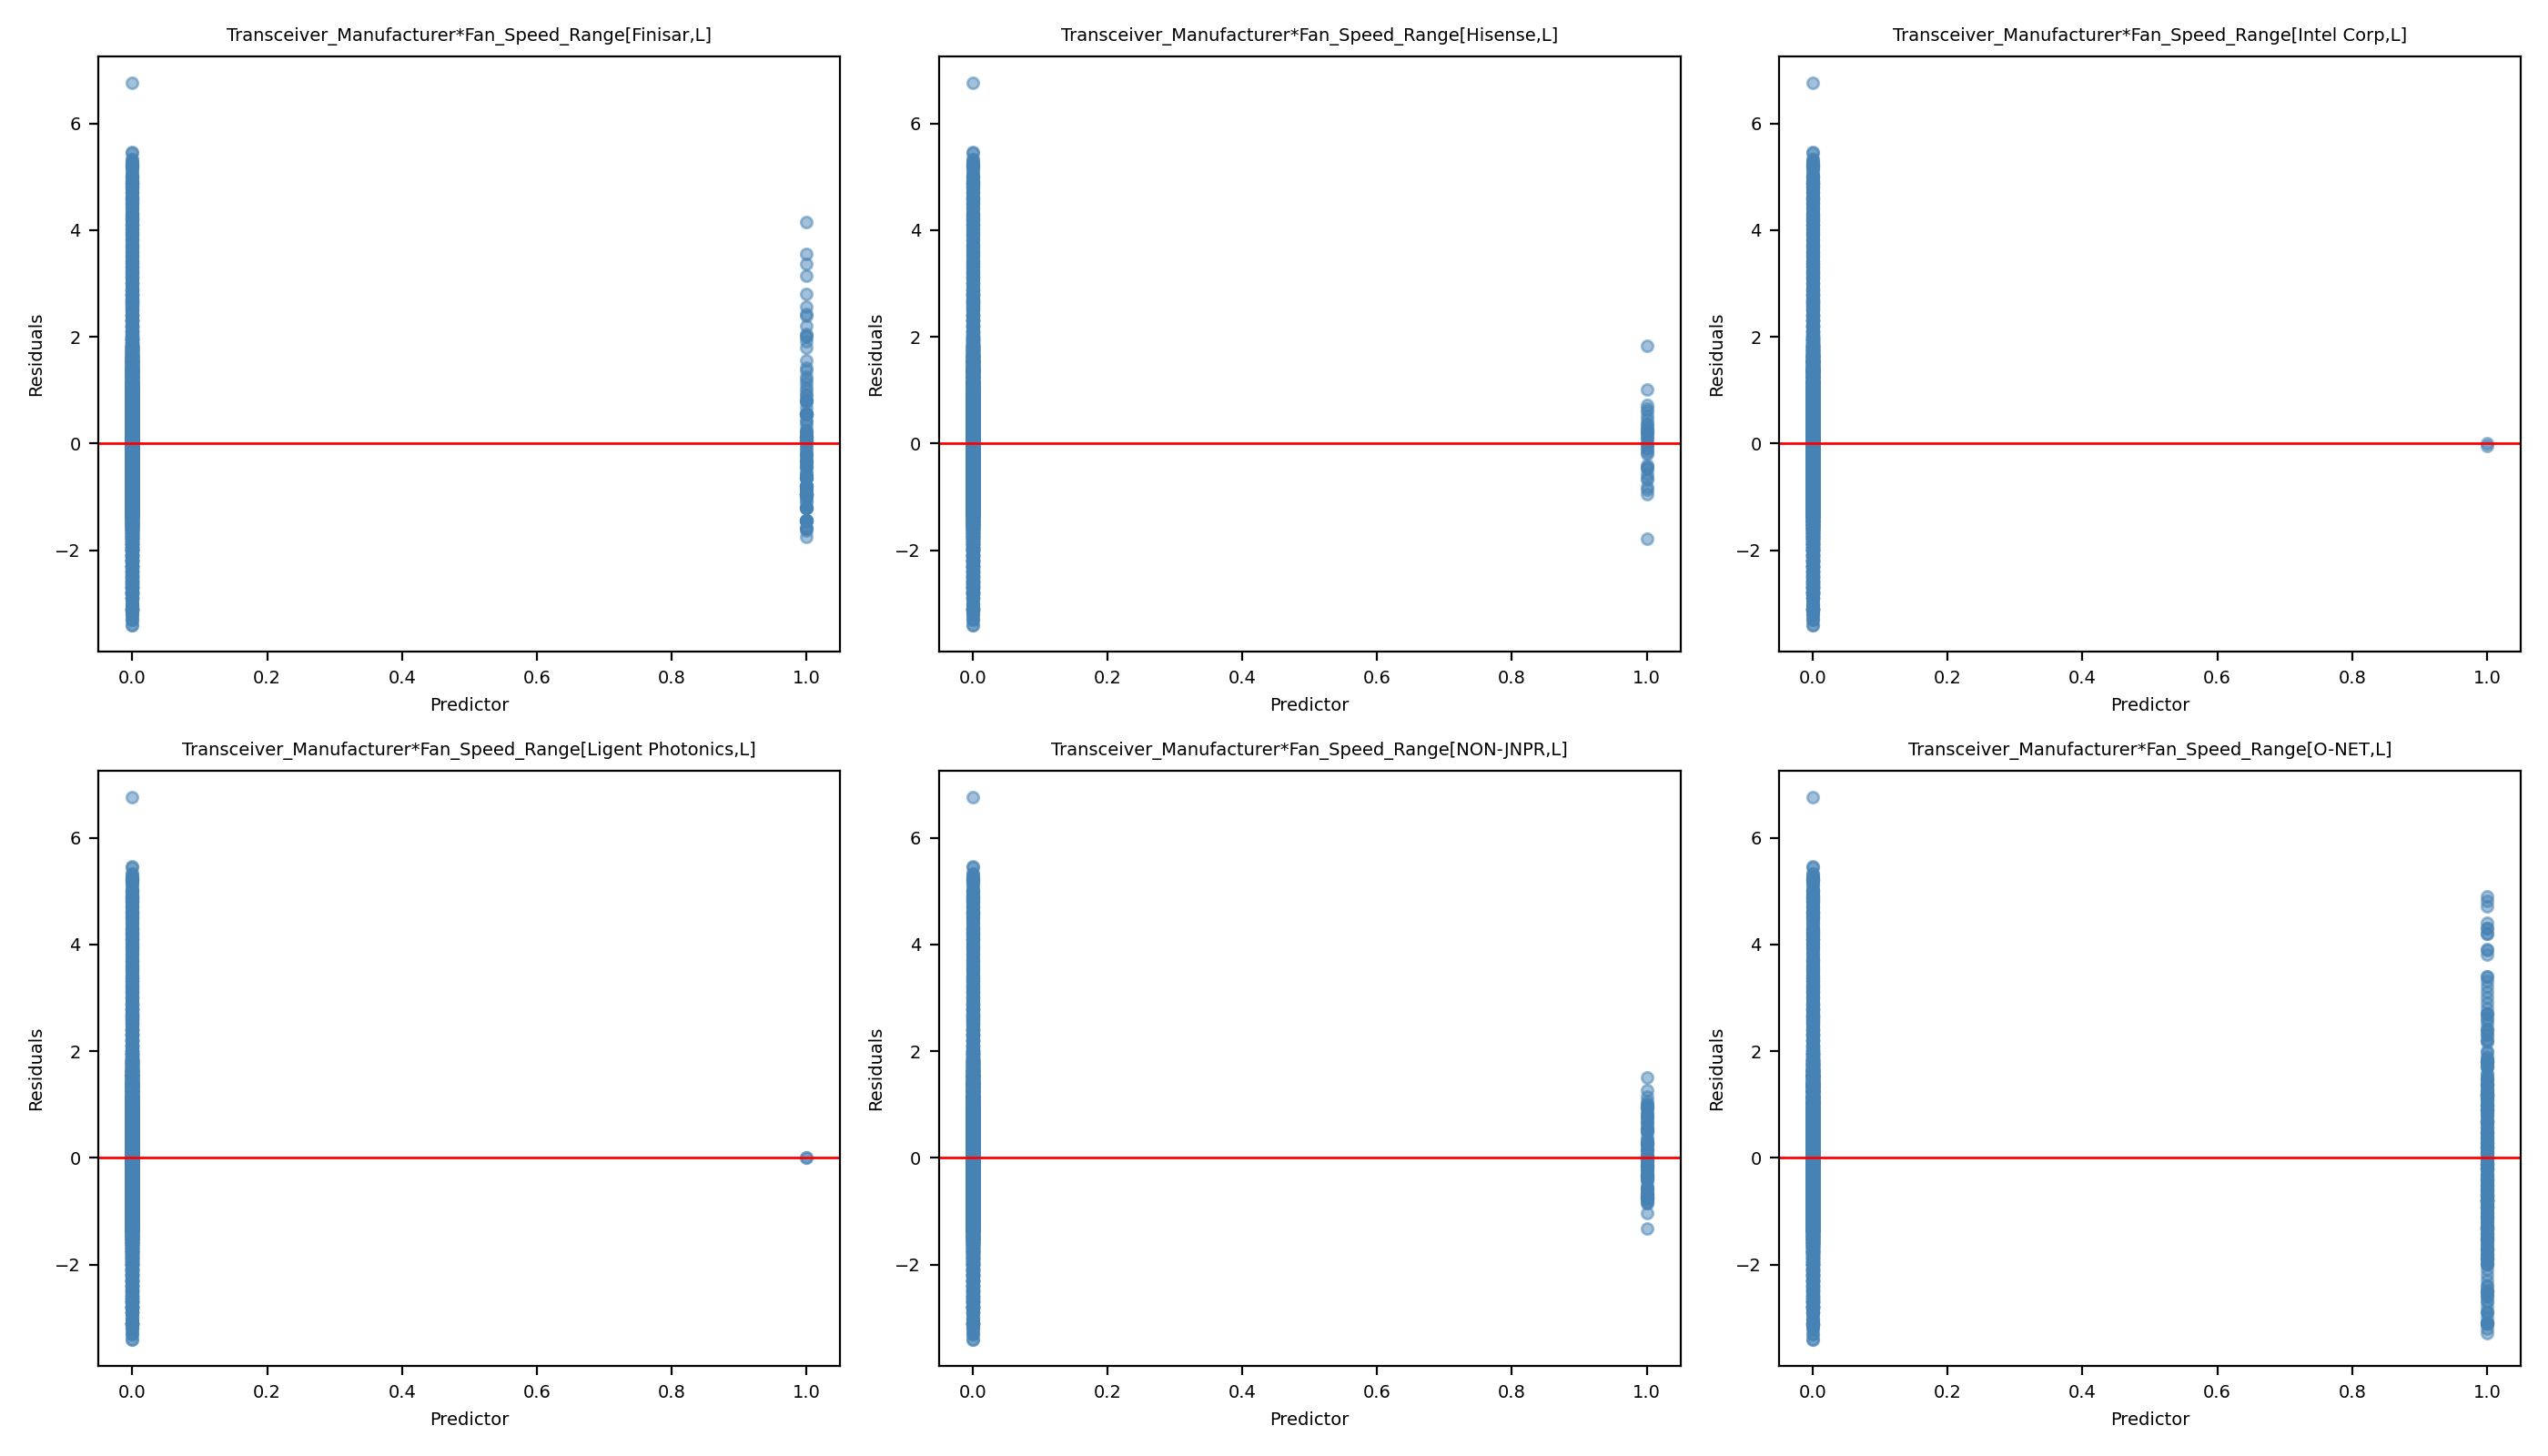 Transceiver_Manufacturer*Fan_Speed_Range[Finisar,L]
Residuals
6
4
2
0
−2
0.0 0.2 0.4 0.6 0.8 1.0
Predictor
Transceiver_Manufacturer*Fan_Speed_Range[Hisense,L]
Residuals
6
4
2
0
−2
0.0 0.2 0.4 0.6 0.8 1.0
Predictor
Transceiver_Manufacturer*Fan_Speed_Range[Intel Corp,L]
Residuals
6
4
2
0
−2
0.0 0.2 0.4 0.6 0.8 1.0
Predictor
Transceiver_Manufacturer*Fan_Speed_Range[Ligent Photonics,L]
Residuals
6
4
2
0
−2
0.0 0.2 0.4 0.6 0.8 1.0
Predictor
Transceiver_Manufacturer*Fan_Speed_Range[NON-JNPR,L]
Residuals
6
4
2
0
−2
0.0 0.2 0.4 0.6 0.8 1.0
Predictor
Transceiver_Manufacturer*Fan_Speed_Range[O-NET,L]
Residuals
6
4
2
0
−2
0.0 0.2 0.4 0.6 0.8 1.0
Predictor